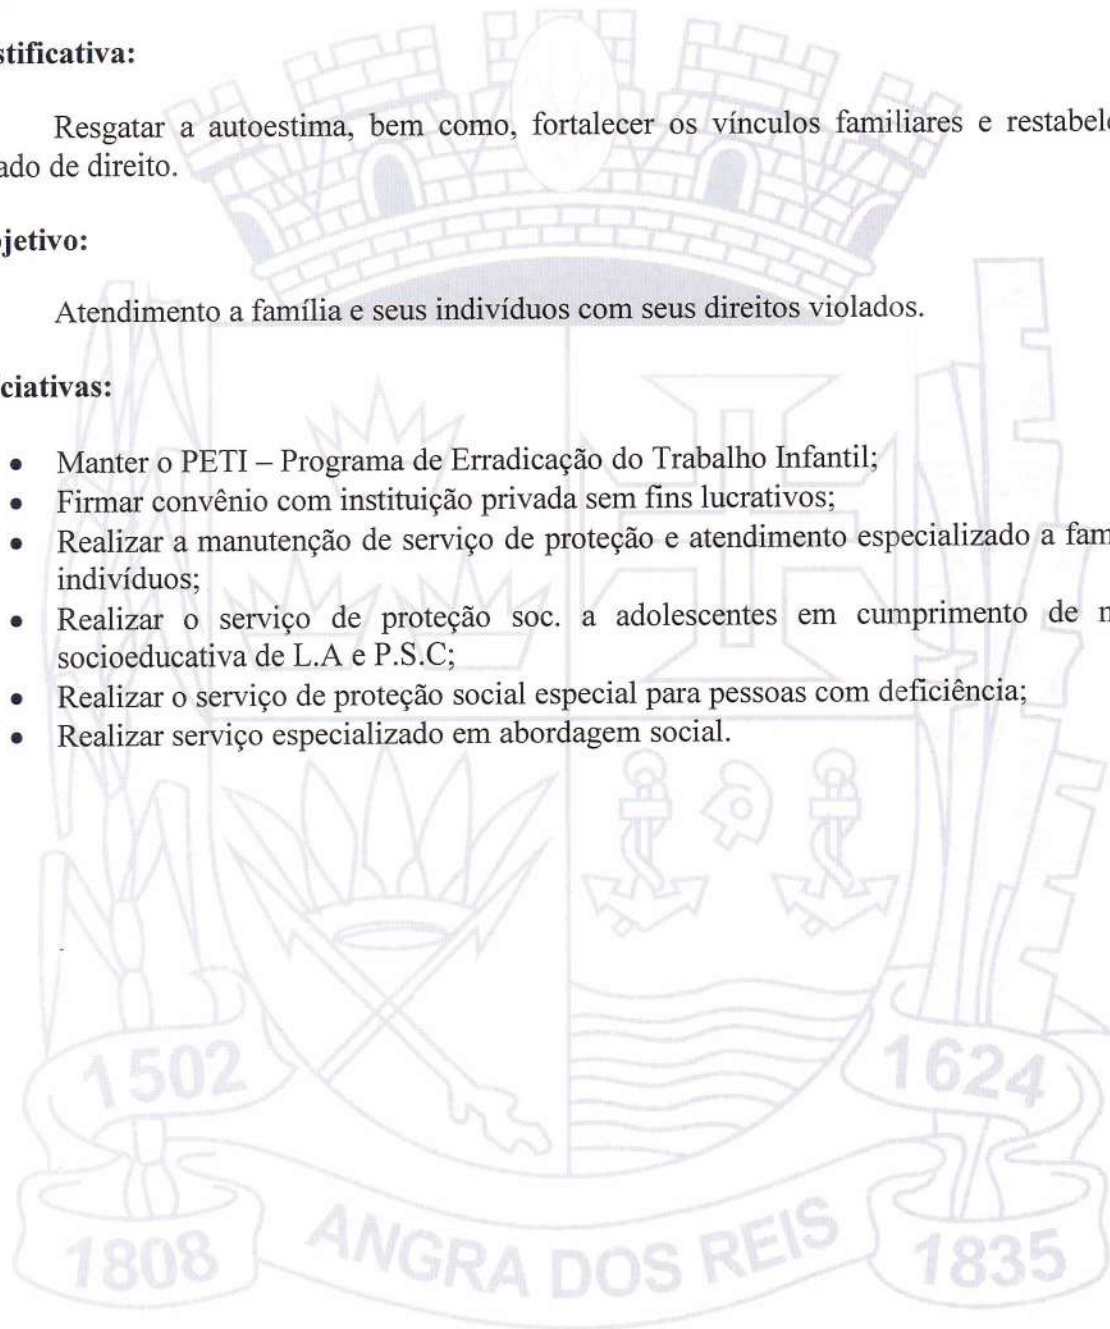 stificativa:
Resgatar a autoestima, bem como, fortalecer os vínculos familiares e restabele
ado de direito.
jetivo:
Atendimento a família e seus indivíduos com seus direitos violados.
ciativas:
• Manter o PETI – Programa de Erradicação do Trabalho Infantil;
• Firmar convênio com instituição privada sem fins lucrativos;
• Realizar a manutenção de serviço de proteção e atendimento especializado a fam
indivíduos;
• Realizar o serviço de proteção soc. a adolescentes em cumprimento de m
socioeducativa de L.A e P.S.C;
• Realizar o serviço de proteção social especial para pessoas com deficiência;
• Realizar serviço especializado em abordagem social.
1502
1624
1808
ANGRA DOS REIS
1835